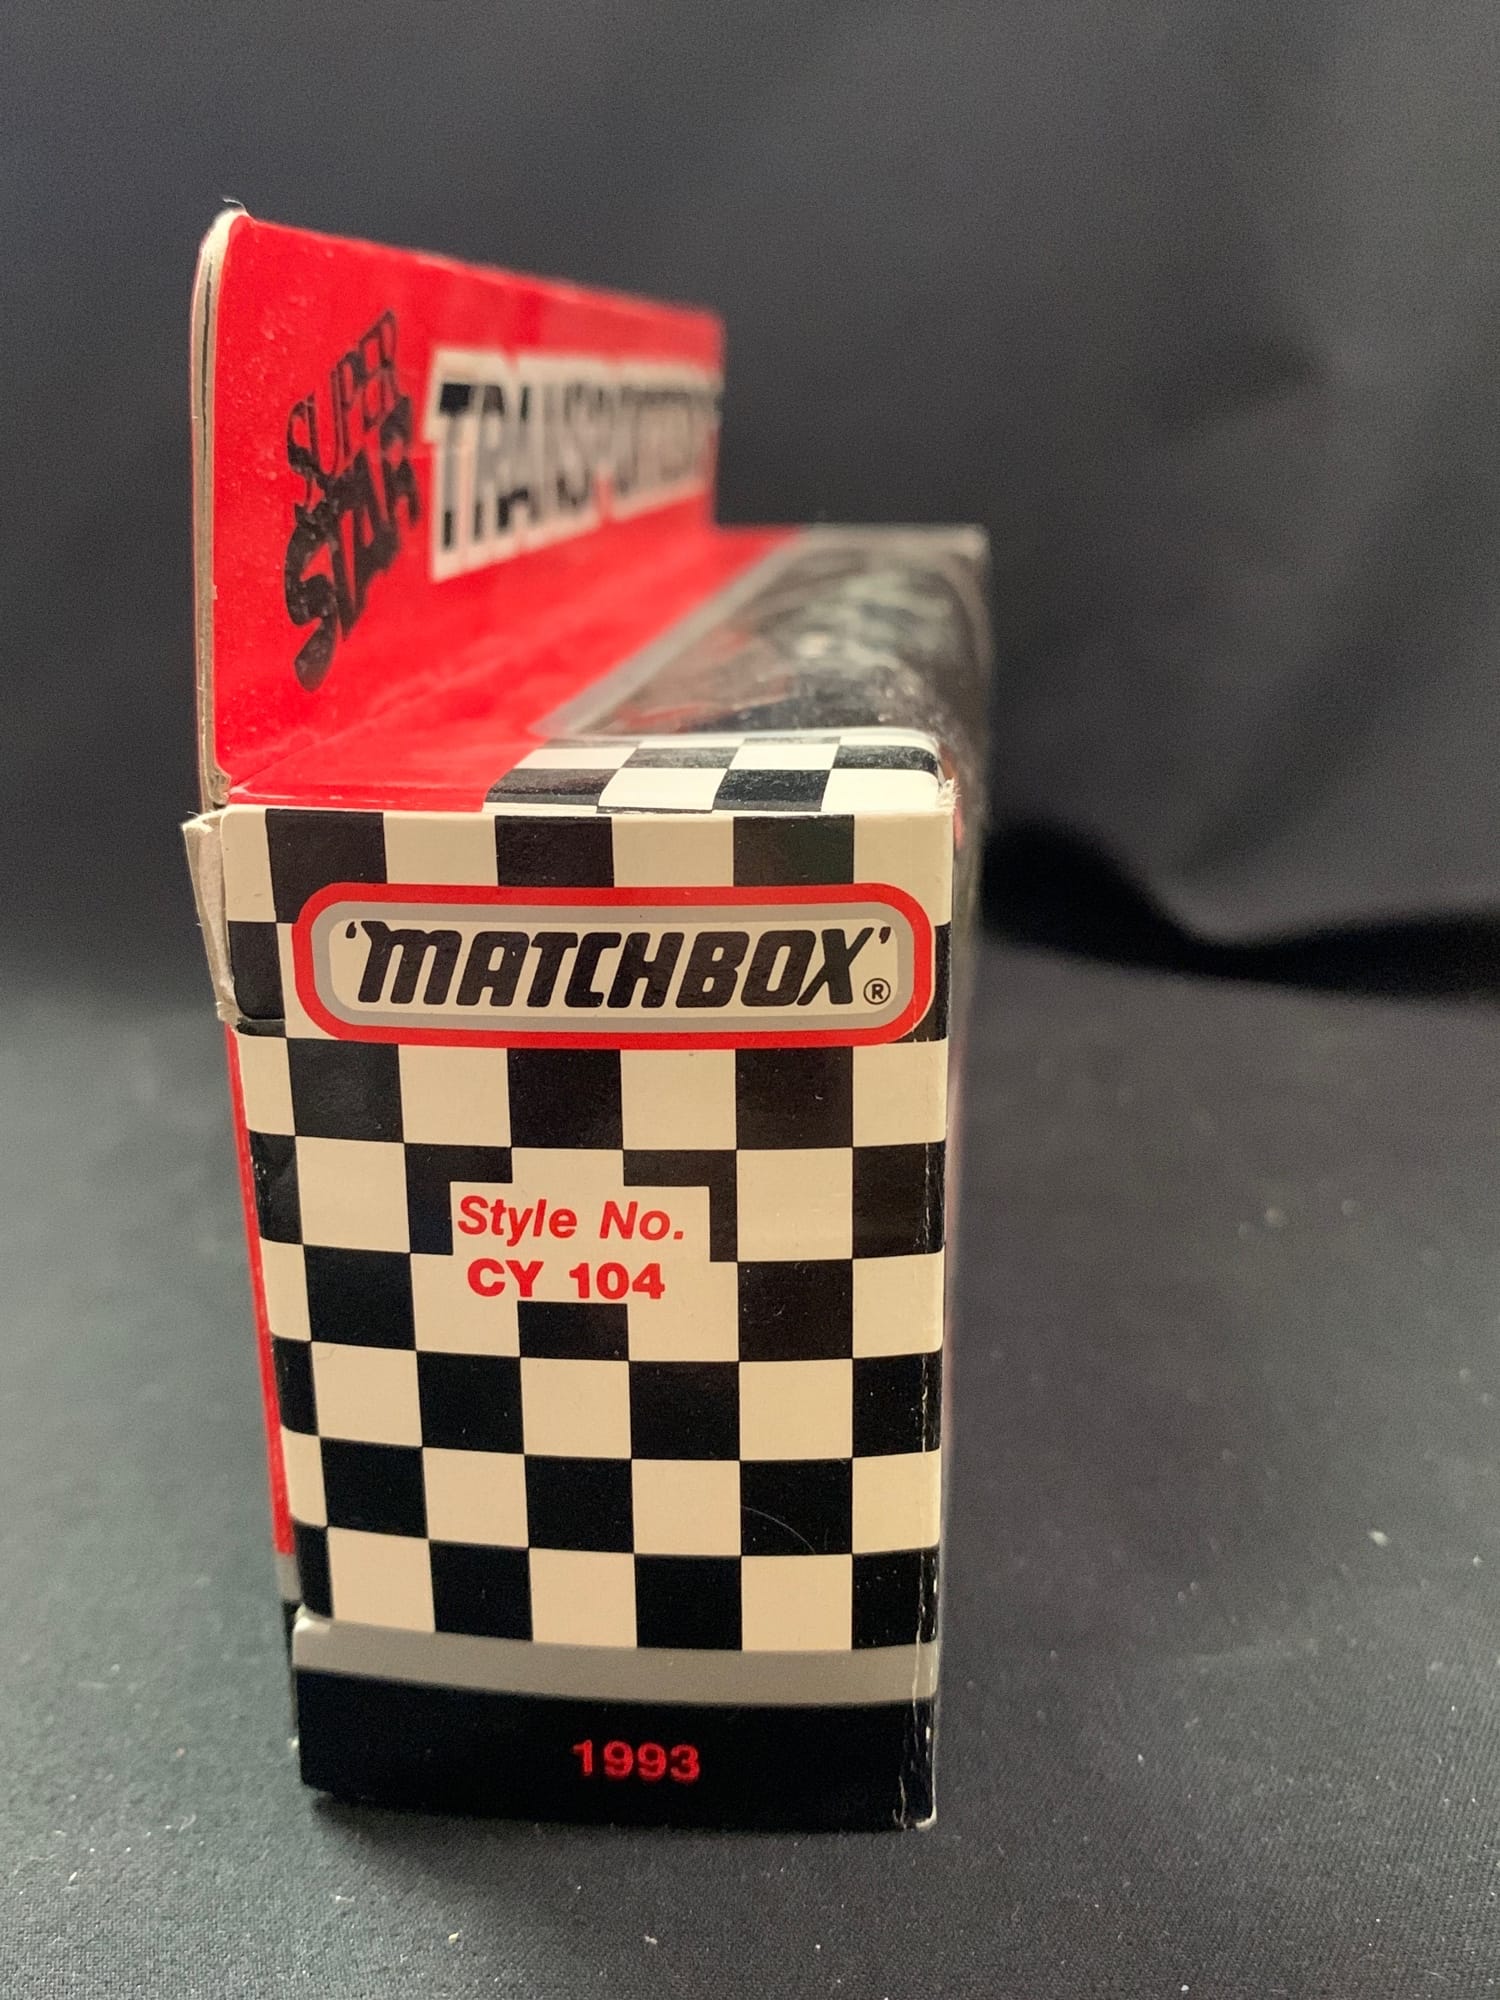 SUPER
STAR
TRANSPORTERS
'MATCHBOX'®
Style No.
CY 104
1993